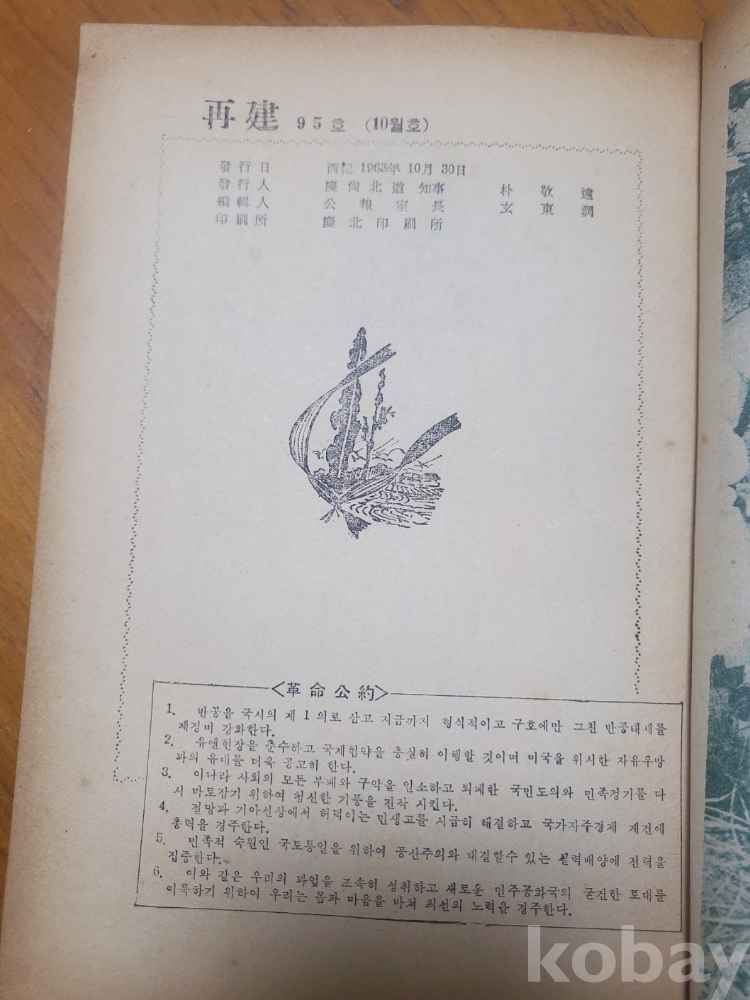 再建 95호 (10월호)
發行日 西紀 1963年 10月 30日
發行人 慶尙北道 知事 朴敬遠
編輯人 公報室長 玄東潤
印刷所 慶北印刷所
<革命公約>
1. 반공을 국시의 제1의로 삼고 지금까지 형식적이고 구호에만 그친 반공태세를
재정비 강화한다.
2. 유엔헌장을 준수하고 국제협약을 충실히 이행할 것이며 미국을 위시한 자유우방
과의 유대를 더욱 공고히 한다.
3. 이나라 사회의 모든 부패와 구악을 일소하고 퇴폐한 국민도의와 민족정기를 다
시 바로잡기 위하여 청신한 기풍을 진작 시킨다.
4. 절망과 기아선상에서 허덕이는 민생고를 시급히 해결하고 국가자주경제 재건에
총력을 경주한다.
5. 민족적 숙원인 국토통일을 위하여 공산주의와 대결할수 있는 실력배양에 전력을
집중한다.
6. 이와 같은 우리의 과업을 조속히 성취하고 새로운 민주공화국의 굳건한 토대를
이룩하기 위하여 우리는 몸과 마음을 바쳐 최선의 노력을 경주한다.
kobay